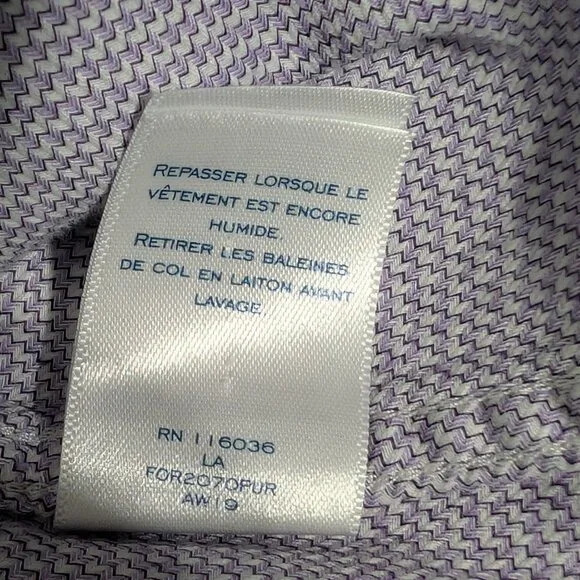 REPASSER LORSQUE LE
VÊTEMENT EST ENCORE
HUMIDE.
RETIRER LES BALEINES
DE COL EN LAITON AVANT
LAVAGE.
RN 116036
LA
FOR2070PUR
AW19